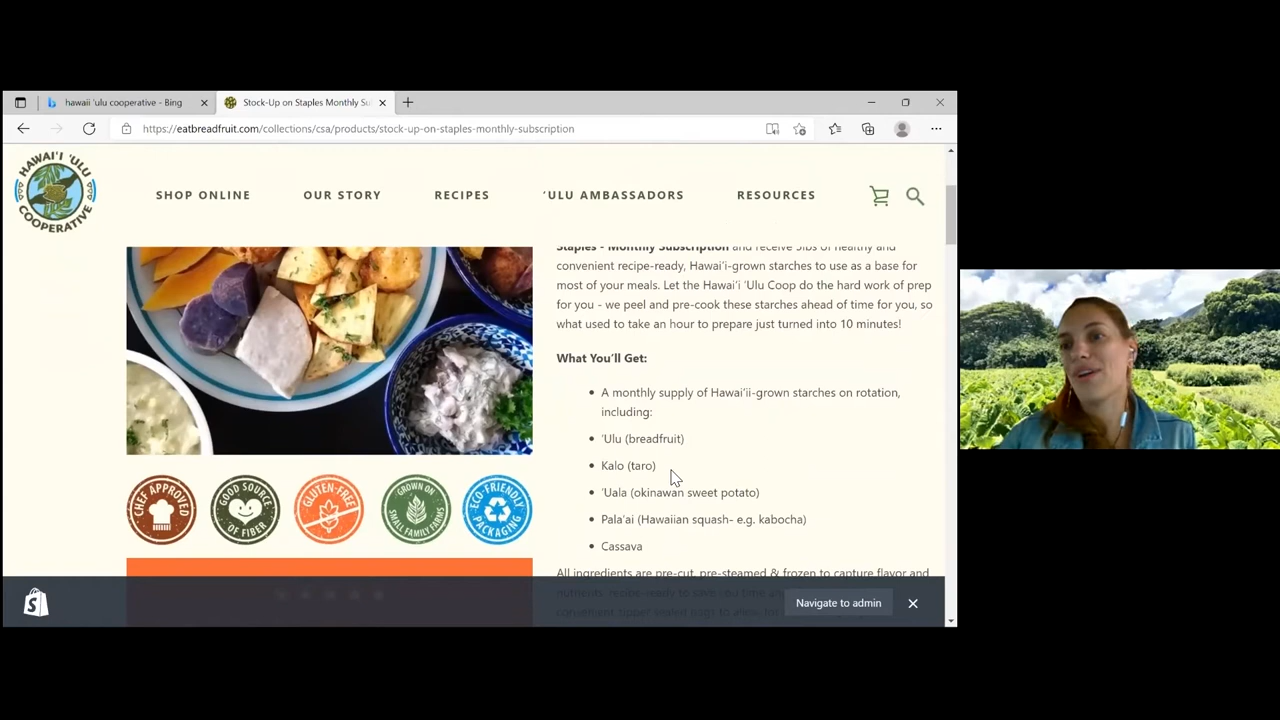 hawaii 'ulu cooperative - Bing
Stock-Up on Staples Monthly Su
https://eatbreadfruit.com/collections/csa/products/stock-up-on-staples-monthly-subscription
HAWAI'I 'ULU COOPERATIVE
SHOP ONLINE
OUR STORY
RECIPES
'ULU AMBASSADORS
RESOURCES
Staples - Monthly Subscription and receive 5lbs of healthy and
convenient recipe-ready, Hawai'i-grown starches to use as a base for
most of your meals. Let the Hawai'i 'Ulu Coop do the hard work of prep
for you - we peel and pre-cook these starches ahead of time for you, so
what used to take an hour to prepare just turned into 10 minutes!
What You'll Get:
A monthly supply of Hawai'ii-grown starches on rotation,
including:
'Ulu (breadfruit)
Kalo (taro)
'Uala (okinawan sweet potato)
Pala'ai (Hawaiian squash- e.g. kabocha)
Cassava
CHEF APPROVED
GOOD SOURCE OF FIBER
GLUTEN-FREE
GROWN ON SMALL FAMILY FARMS
ECO-FRIENDLY PACKAGING
All ingredients are pre-cut, pre-steamed & frozen to capture flavor and
Navigate to admin